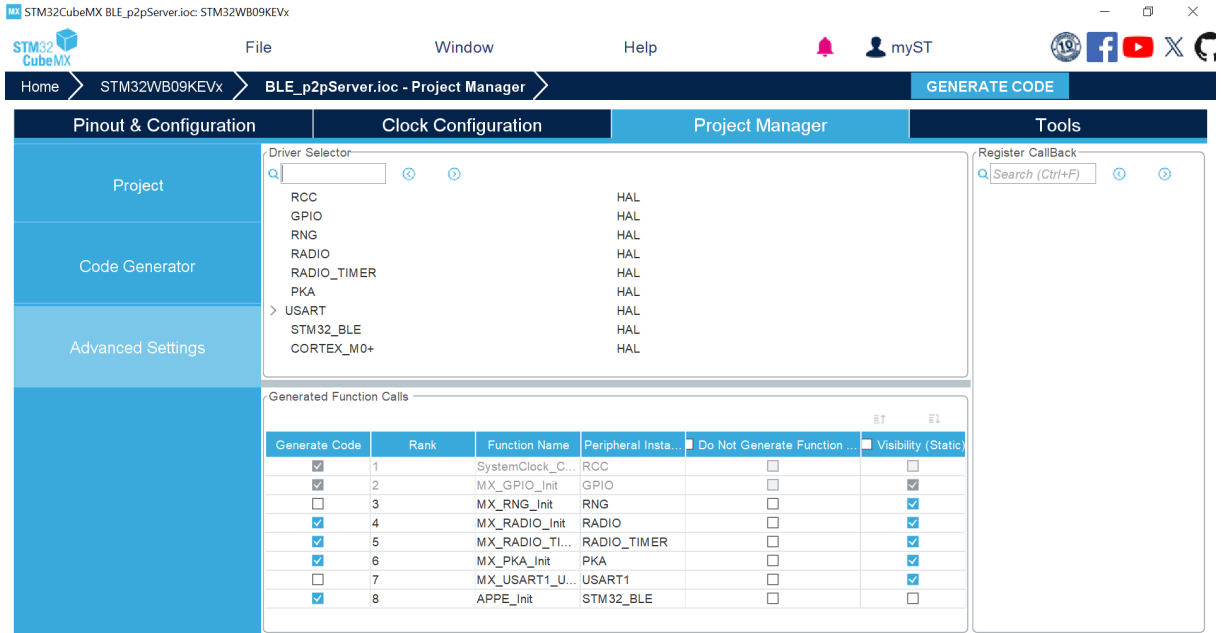 MX STM32CubeMX BLE_p2pServer.ioc: STM32WB09KEVx
STM32 CubeMX
File Window Help myST 10
Home STM32WB09KEVx BLE_p2pServer.ioc - Project Manager GENERATE CODE
Pinout & Configuration Clock Configuration Project Manager Tools
Project
Code Generator
Advanced Settings
Driver Selector
RCC HAL
GPIO HAL
RNG HAL
RADIO HAL
RADIO_TIMER HAL
PKA HAL
USART HAL
STM32_BLE HAL
CORTEX_M0+ HAL
Generated Function Calls
Generate Code Rank Function Name Peripheral Insta... Do Not Generate Function ... Visibility (Static)
1 SystemClock_C... RCC
2 MX_GPIO_Init GPIO
3 MX_RNG_Init RNG
4 MX_RADIO_Init RADIO
5 MX_RADIO_TI... RADIO_TIMER
6 MX_PKA_Init PKA
7 MX_USART1_U... USART1
8 APPE_Init STM32_BLE
Register CallBack
Search (Ctrl+F)